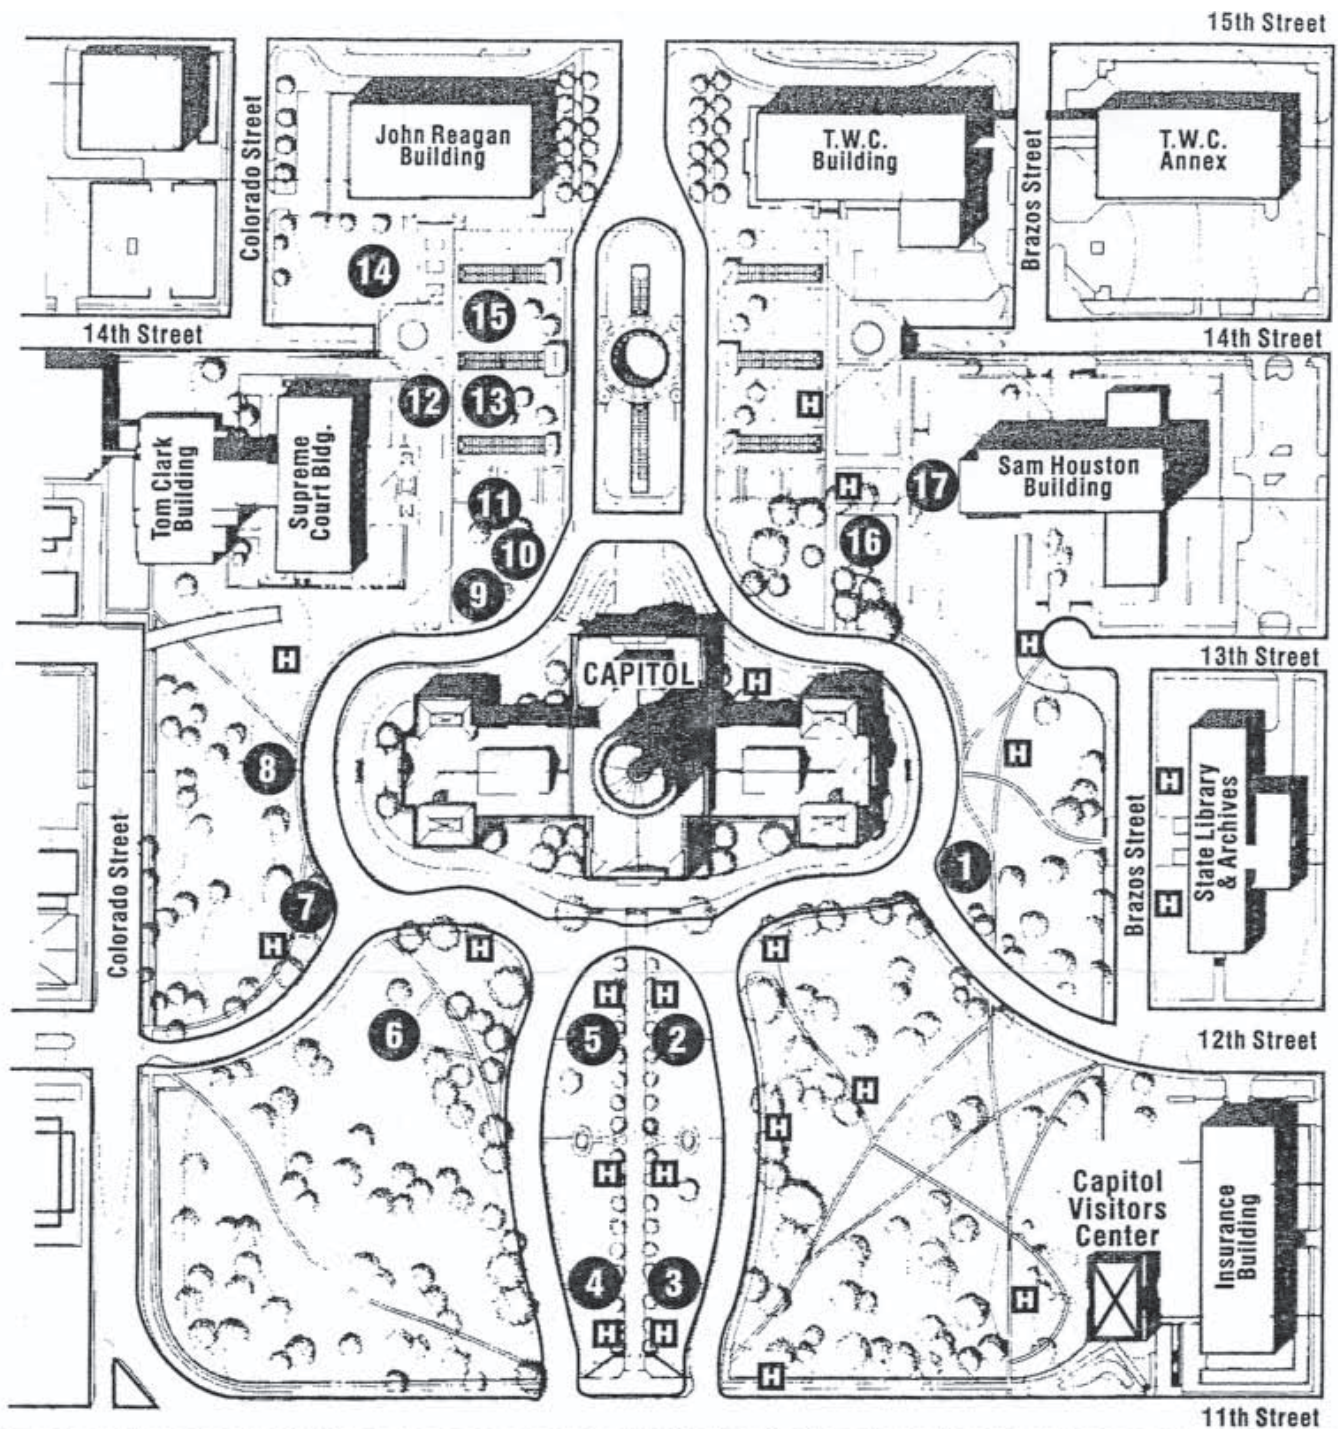 15th Street
Colorado Street
John Reagan
Building
T.W.C.
Building
Brazos Street
T.W.C.
Annex
14
15
14th Street
14th Street
12
13
H
Tom Clark
Building
Supreme
Court Bldg.
11
10
9
H
17
Sam Houston
Building
16
H
H
13th Street
CAPITOL
H
8
H
State Library
& Archives
H
H
Colorado Street
Brazos Street
7
1
H
H
H
H
H
6
5
2
12th Street
H
H
H
H
Capitol
Visitors
Center
Insurance
Building
4
3
H
H
H
H
11th Street